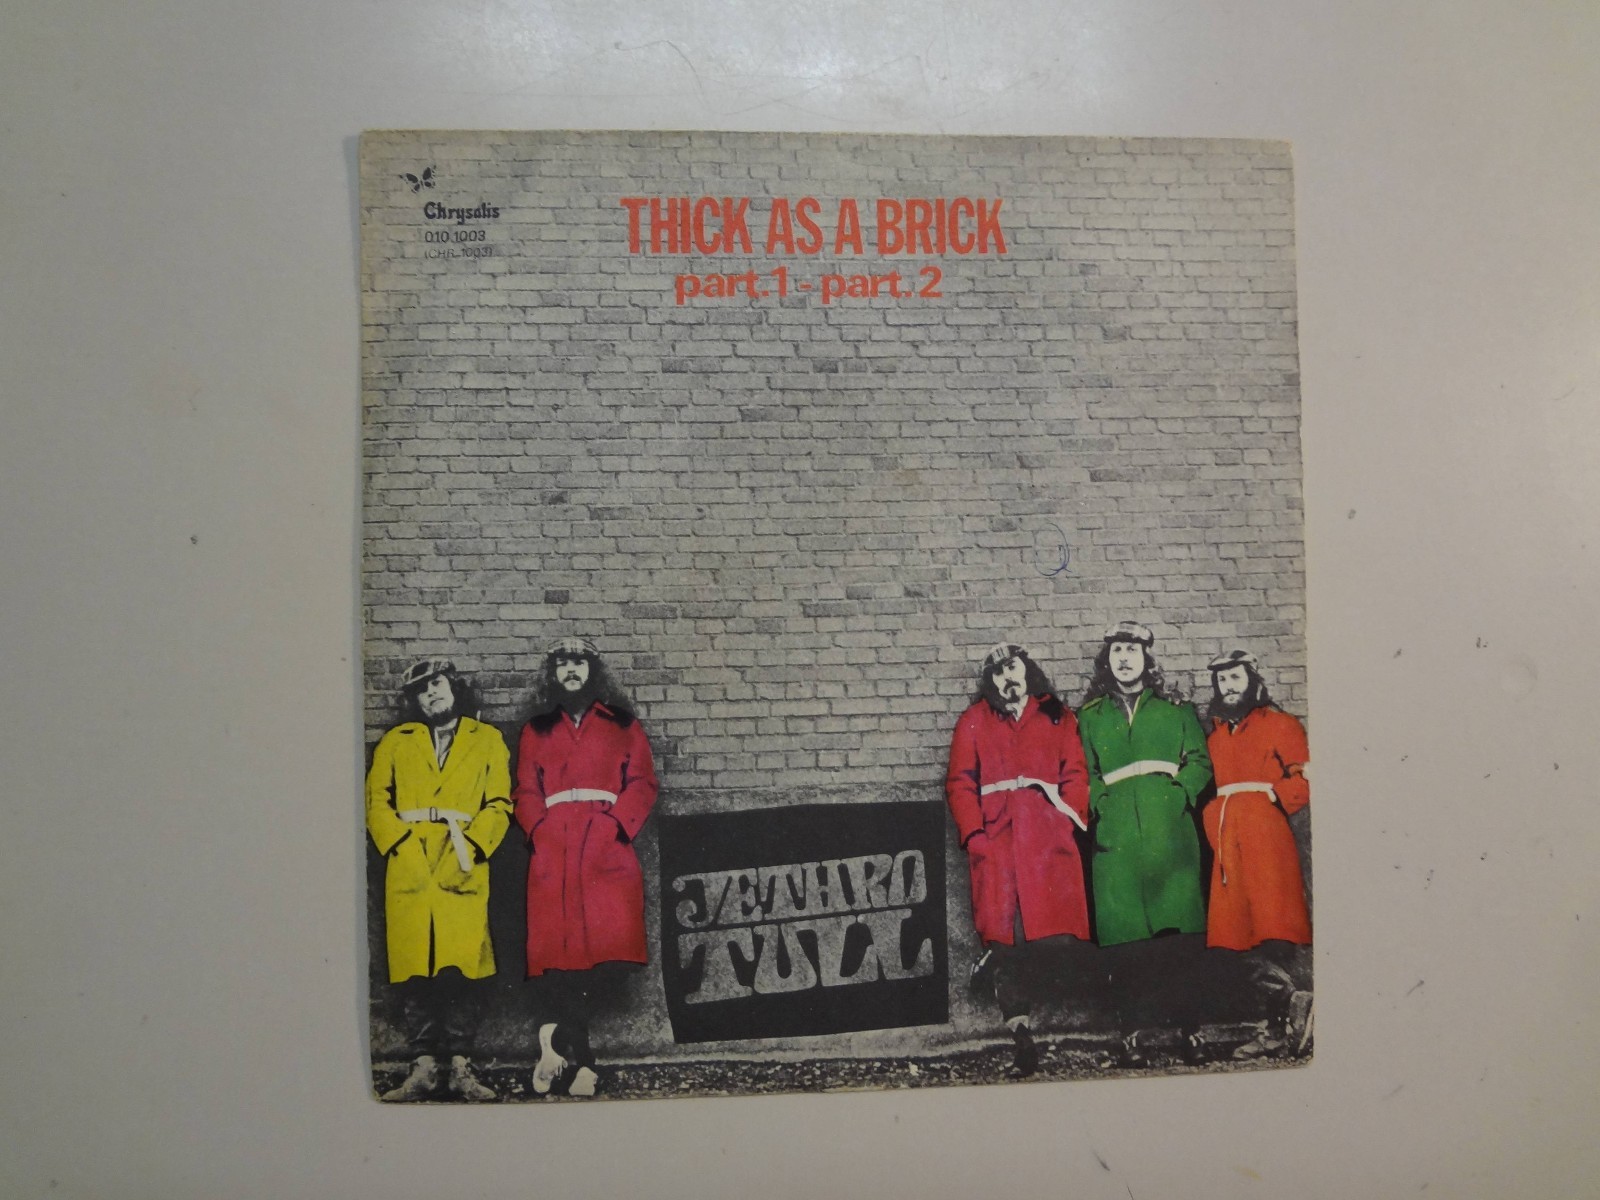 Chrysalis
010.1003
(CHR. 1003)
THICK AS A BRICK
part.1 - part.2
JETHRO
TULL